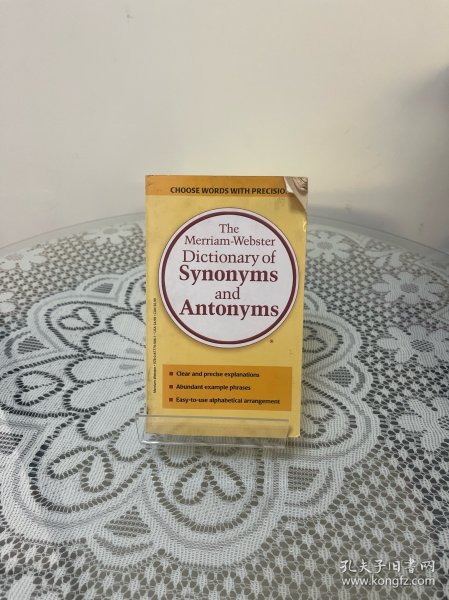 CHOOSE WORDS WITH PRECISIO
The
Merriam-Webster
Dictionary of
Synonyms
and
Antonyms
®
Clear and precise explanations
Abundant example phrases
Easy-to-use alphabetical arrangement
孔夫子旧书网
www.kongfz.com